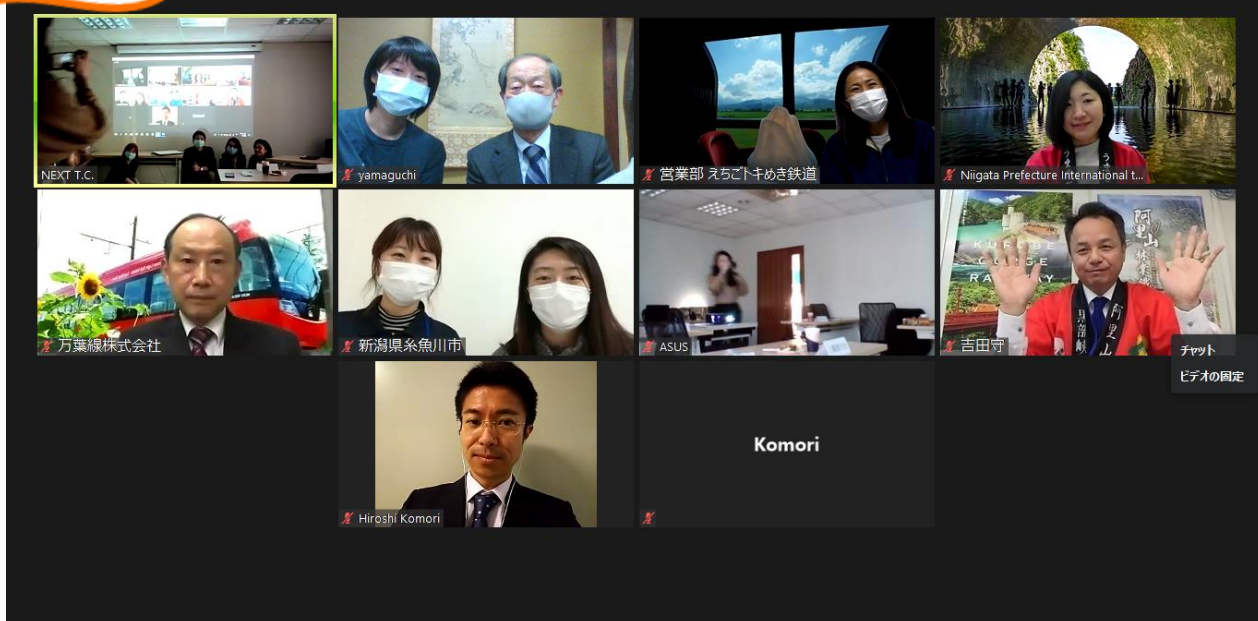 NEXT T.C.
yamaguchi
営業部 えちごトキめき鉄道
Niigata Prefecture International t...
万葉線株式会社
新潟県糸魚川市
ASUS
KUROBE
GORGE
RAILWAY
阿里山
吉田守
チャット
ビデオの固定
Hiroshi Komori
Komori